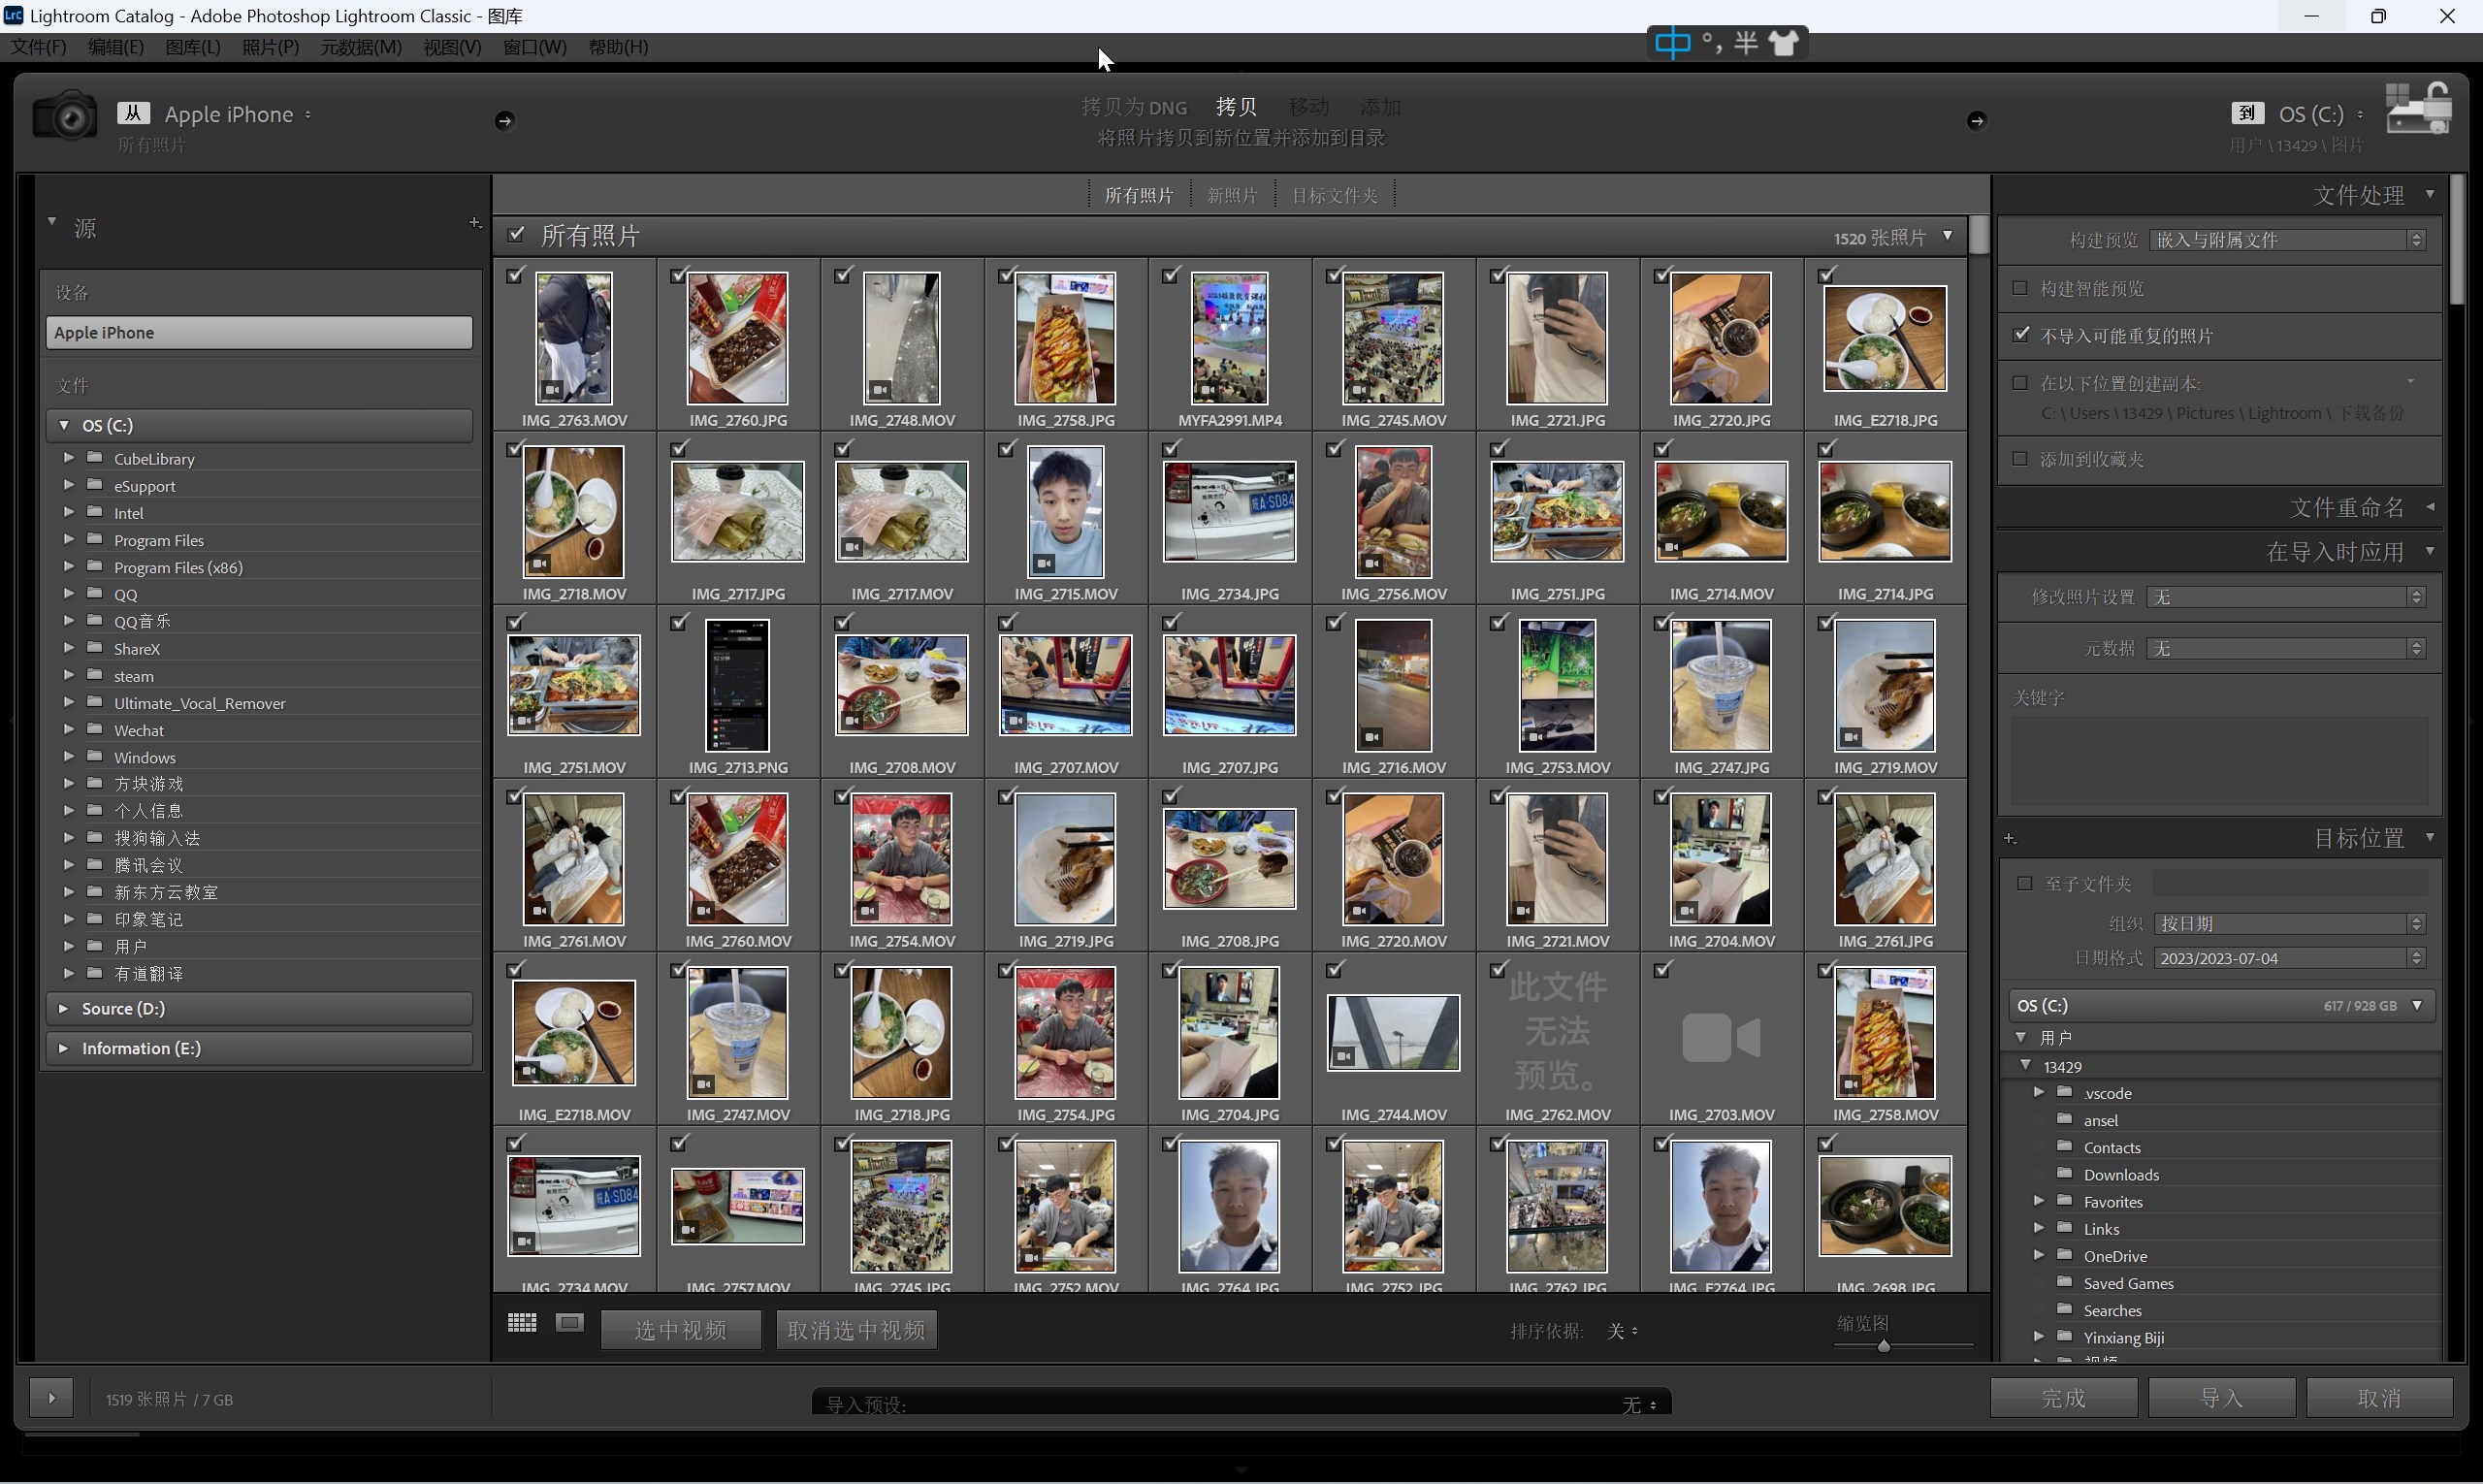 Lightroom Catalog - Adobe Photoshop Lightroom Classic - 图库
文件(F) 编辑(E) 图库(L) 照片(P) 元数据(M) 视图(V) 窗口(W) 帮助(H)
中 °, 半
从 Apple iPhone
所有照片
拷贝为 DNG 拷贝 移动 添加
将照片拷贝到新位置并添加到目录
到 OS (C:)
用户 \ 13429 \ 图片
源
设备
Apple iPhone
文件
OS (C:)
CubeLibrary
eSupport
Intel
Program Files
Program Files (x86)
QQ
QQ音乐
ShareX
steam
Ultimate_Vocal_Remover
Wechat
Windows
方块游戏
个人信息
搜狗输入法
腾讯会议
新东方云教室
印象笔记
用户
有道翻译
Source (D:)
Information (E:)
所有照片 新照片 目标文件夹
所有照片 1520 张照片
IMG_2763.MOV IMG_2760.JPG IMG_2748.MOV IMG_2758.JPG MYFA2991.MP4 IMG_2745.MOV IMG_2721.JPG IMG_2720.JPG IMG_E2718.JPG
皖A·SD84
IMG_2718.MOV IMG_2717.JPG IMG_2717.MOV IMG_2715.MOV IMG_2734.JPG IMG_2756.MOV IMG_2751.JPG IMG_2714.MOV IMG_2714.JPG
IMG_2751.MOV IMG_2713.PNG IMG_2708.MOV IMG_2707.MOV IMG_2707.JPG IMG_2716.MOV IMG_2753.MOV IMG_2747.JPG IMG_2719.MOV
IMG_2761.MOV IMG_2760.MOV IMG_2754.MOV IMG_2719.JPG IMG_2708.JPG IMG_2720.MOV IMG_2721.MOV IMG_2704.MOV IMG_2761.JPG
此文件
无法
预览。
IMG_E2718.MOV IMG_2747.MOV IMG_2718.JPG IMG_2754.JPG IMG_2704.JPG IMG_2744.MOV IMG_2762.MOV IMG_2703.MOV IMG_2758.MOV
4x4 A·SD84
IMG_2734.MOV IMG_2757.MOV IMG_2745.JPG IMG_2752.MOV IMG_2764.JPG IMG_2752.JPG IMG_2762.JPG IMG_E2764.JPG IMG_2698.JPG
选中视频 取消选中视频 排序依据: 关 缩览图
文件处理
构建预览 嵌入与附属文件
构建智能预览
不导入可能重复的照片
在以下位置创建副本:
C: \ Users \ 13429 \ Pictures \ Lightroom \ 下载备份
添加到收藏夹
文件重命名
在导入时应用
修改照片设置 无
元数据 无
关键字
目标位置
至子文件夹
组织 按日期
日期格式 2023/2023-07-04
OS (C:) 617 / 928 GB
用户
13429
.vscode
ansel
Contacts
Downloads
Favorites
Links
OneDrive
Saved Games
Searches
Yinxiang Biji
视频
1519 张照片 / 7 GB
导入预设: 无
完成 导入 取消